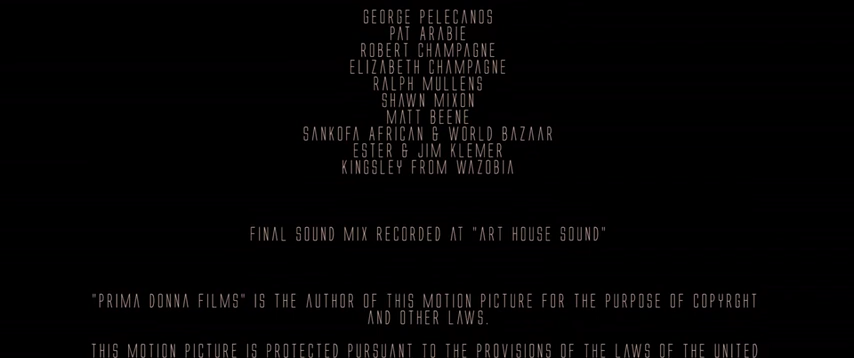 GEORGE PELECANOS
PAT ARABIE
ROBERT CHAMPAGNE
ELIZABETH CHAMPAGNE
RALPH MULLENS
SHAWN MIXON
MATT BEENE
SANKOFA AFRICAN & WORLD BAZAAR
ESTER & JIM KLEMER
KINGSLEY FROM WAZOBIA
FINAL SOUND MIX RECORDED AT "ART HOUSE SOUND"
"PRIMA DONNA FILMS" IS THE AUTHOR OF THIS MOTION PICTURE FOR THE PURPOSE OF COPYRGHT
AND OTHER LAWS.
THIS MOTION PICTURE IS PROTECTED PURSUANT TO THE PROVISIONS OF THE LAWS OF THE UNITED